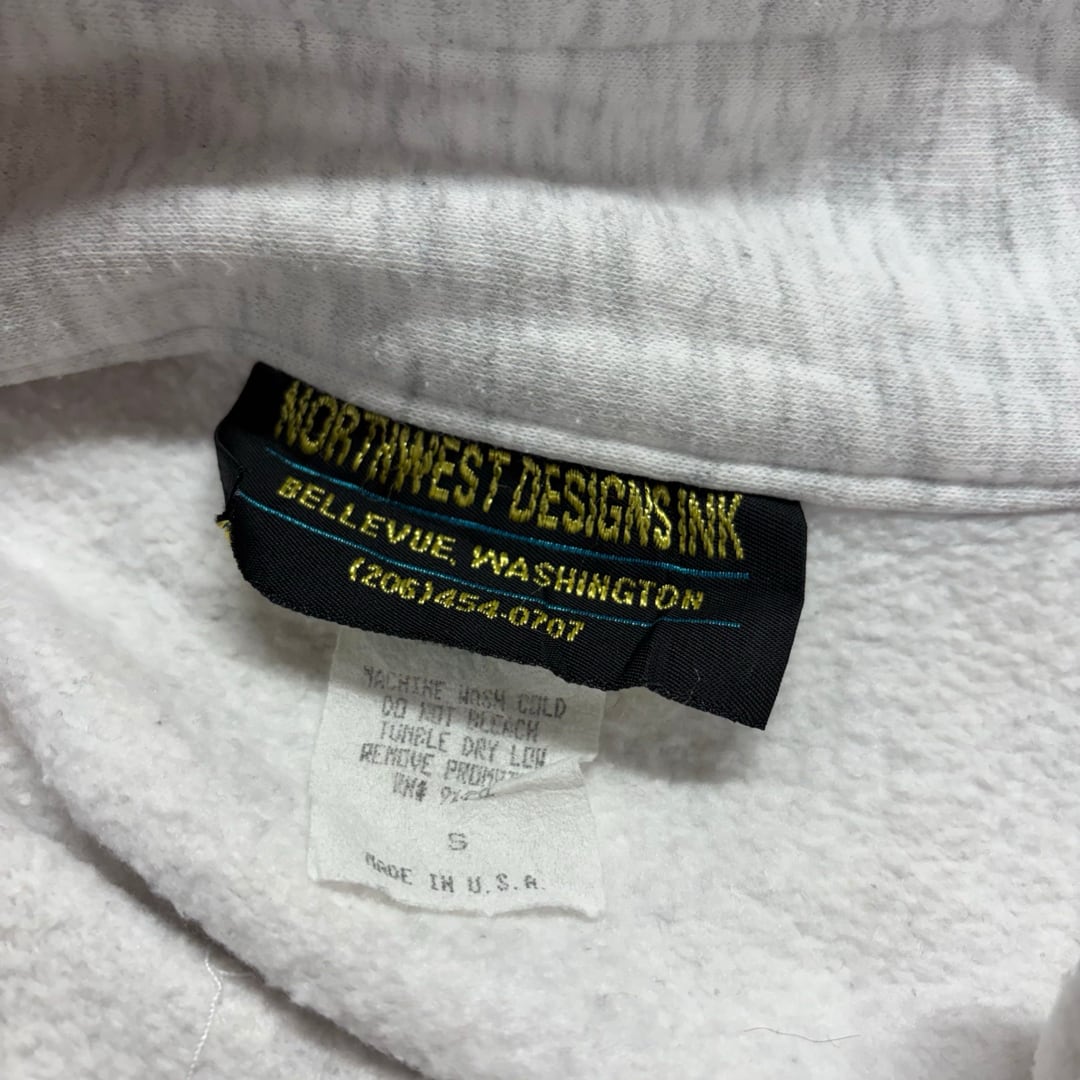 NORTHWEST DESIGNS INK
BELLEVUE, WASHINGTON
(206)454-0707
MACHINE WASH COLD
DO NOT BLEACH
TUMBLE DRY LOW
REMOVE
RN#
S
MADE IN U.S.A.